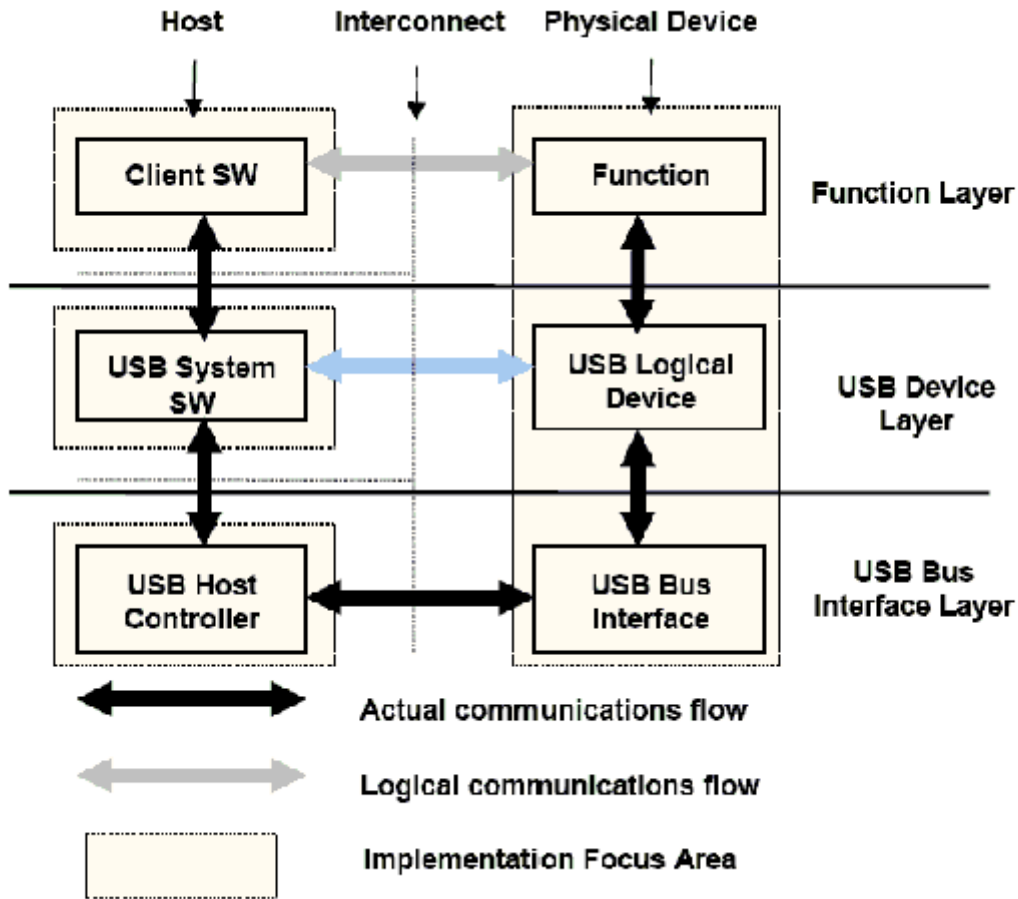 Host
Interconnect
Physical Device
Client SW
Function
Function Layer
USB System
SW
USB Logical
Device
USB Device
Layer
USB Host
Controller
USB Bus
Interface
USB Bus
Interface Layer
Actual communications flow
Logical communications flow
Implementation Focus Area